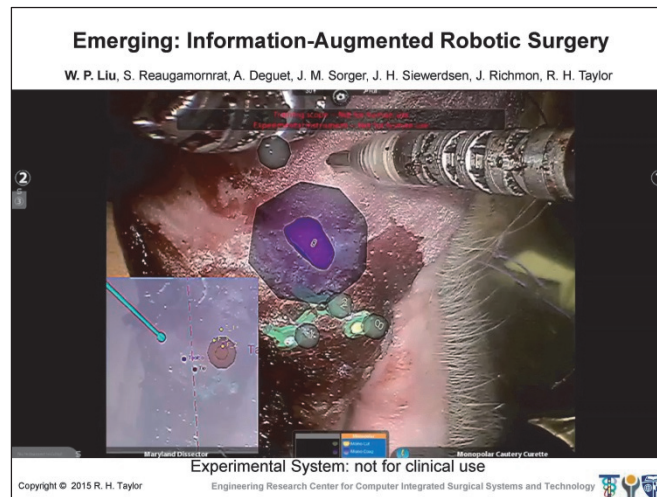 Emerging: Information-Augmented Robotic Surgery
W. P. Liu, S. Reaugamornrat, A. Deguet, J. M. Sorger, J. H. Siewerdsen, J. Richmon, R. H. Taylor
2
3
Maryland Dissector
Monopolar Cautery Curette
Experimental System: not for clinical use
Copyright © 2015 R. H. Taylor
Engineering Research Center for Computer Integrated Surgical Systems and Technology